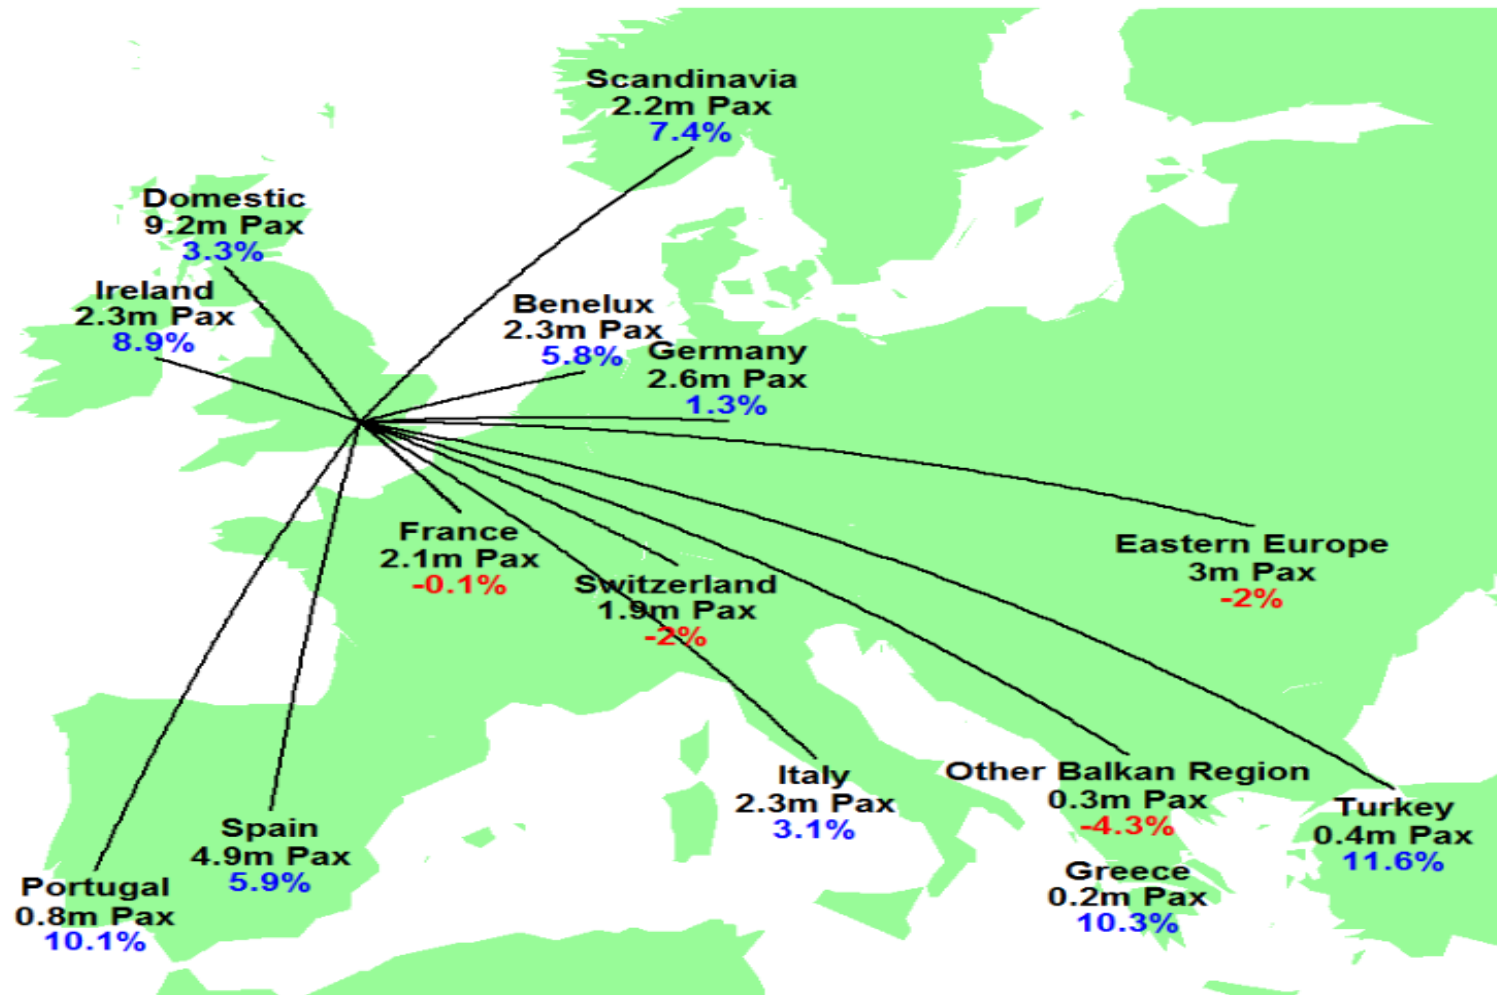 Scandinavia
2.2m Pax
7.4%
Domestic
9.2m Pax
3.3%
Ireland
2.3m Pax
8.9%
Benelux
2.3m Pax
5.8%
Germany
2.6m Pax
1.3%
France
2.1m Pax
-0.1%
Switzerland
1.9m Pax
-2%
Eastern Europe
3m Pax
-2%
Italy
2.3m Pax
3.1%
Other Balkan Region
0.3m Pax
-4.3%
Turkey
0.4m Pax
11.6%
Spain
4.9m Pax
5.9%
Portugal
0.8m Pax
10.1%
Greece
0.2m Pax
10.3%